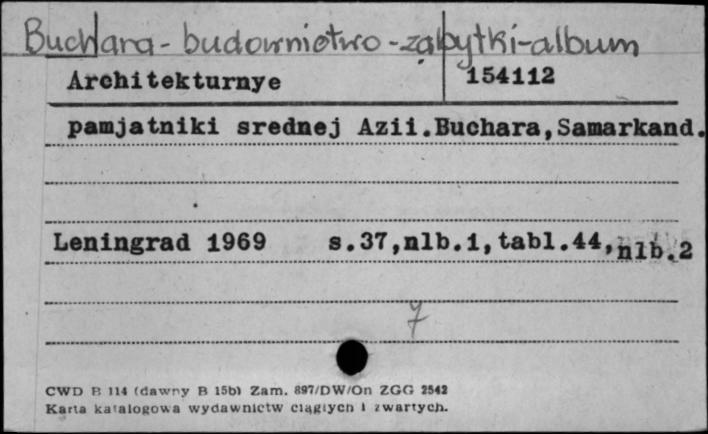 Buchara - budownictwo - zabytki - album
Architekturnye 154112
pamjatniki srednej Azii.Buchara,Samarkand.
Leningrad 1969 s.37,nlb.1,tabl.44,nlb.2
7
CWD B 114 (dawny B 15b) Zam. 897/DW/On ZGG 2542
Karta katalogowa wydawnictw ciągłych i zwartych.